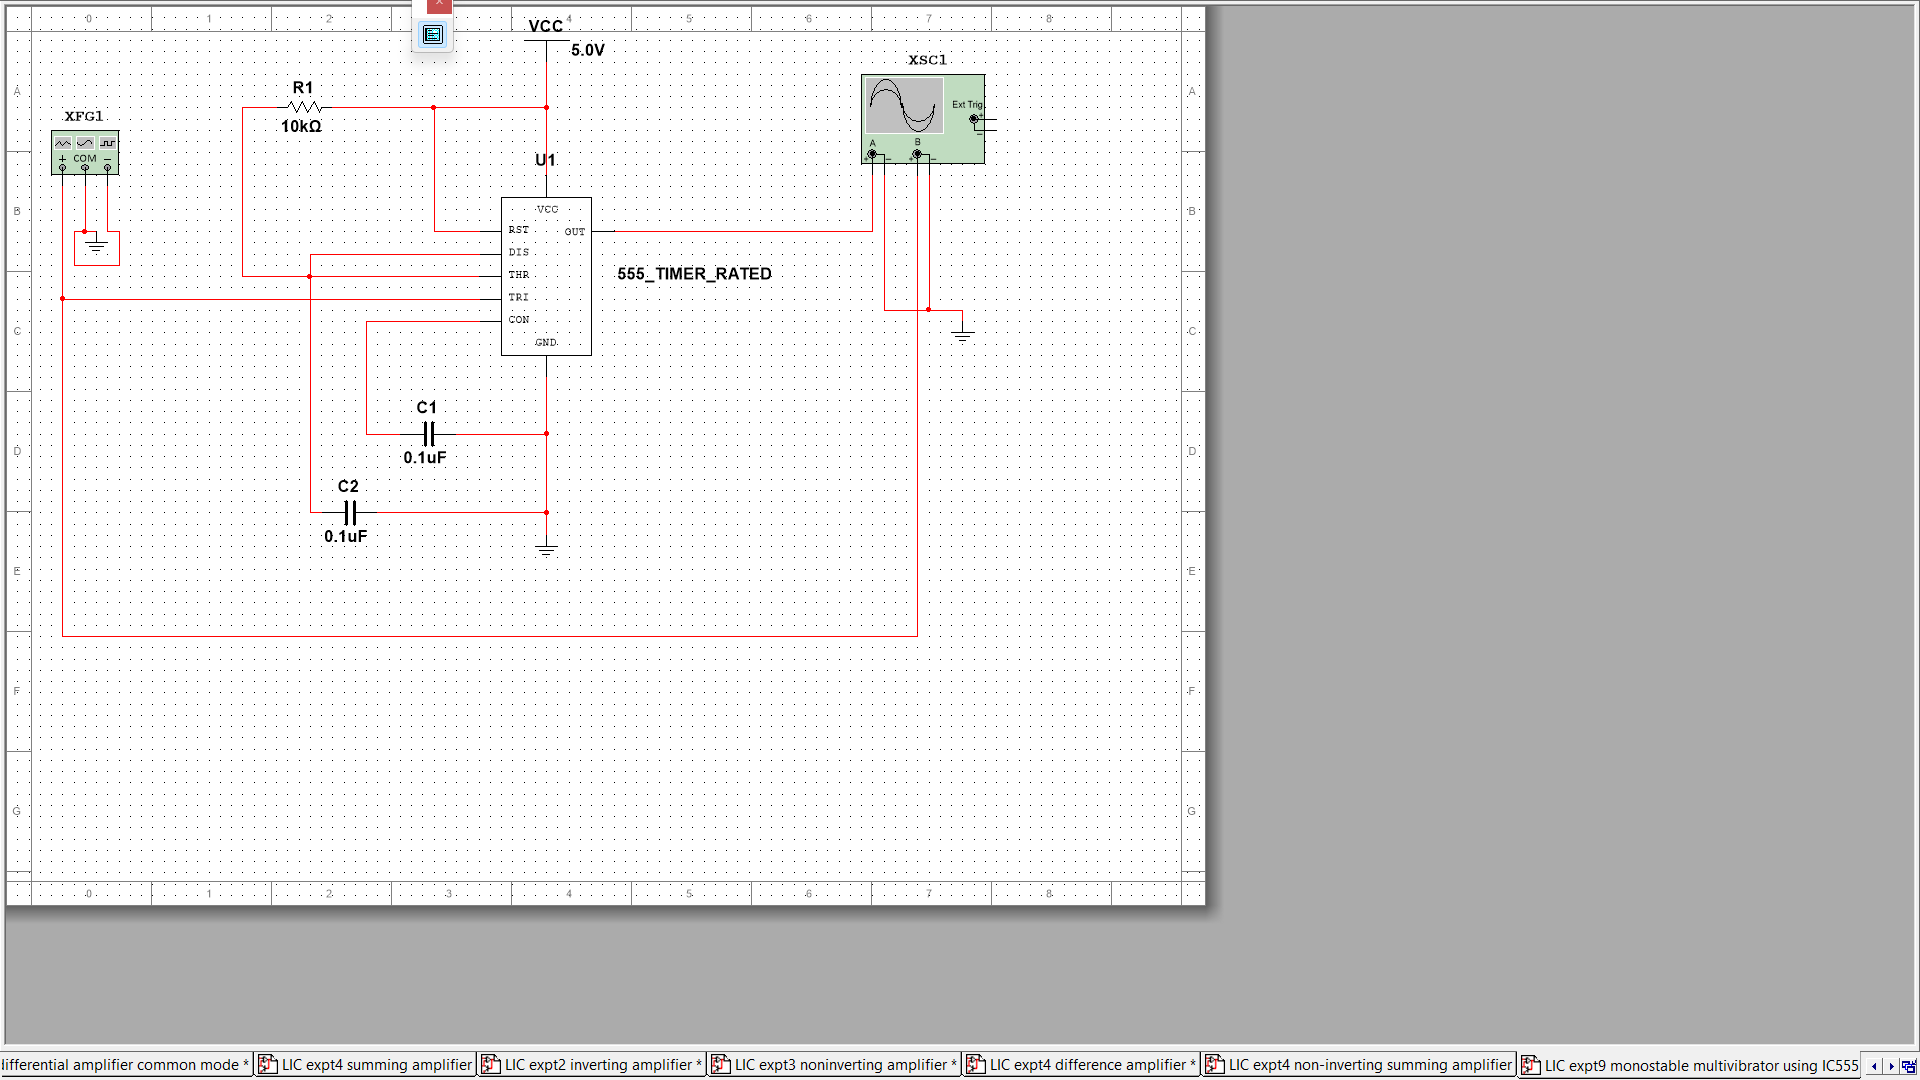 0 1 2 3 4 5 6 7 8
VCC
5.0V
XSC1
R1
10kΩ
A
A
XFG1
Ext Trig
+
−
A
B
+ − + −
+ COM −
U1
VCC
B
B
RST
OUT
DIS
THR
555_TIMER_RATED
TRI
CON
C
C
GND
C1
0.1uF
D
D
C2
0.1uF
E
E
F
F
G
G
0 1 2 3 4 5 6 7 8
differential amplifier common mode * LIC expt4 summing amplifier LIC expt2 inverting amplifier * LIC expt3 noninverting amplifier * LIC expt4 difference amplifier * LIC expt4 non-inverting summing amplifier LIC expt9 monostable multivibrator using IC555